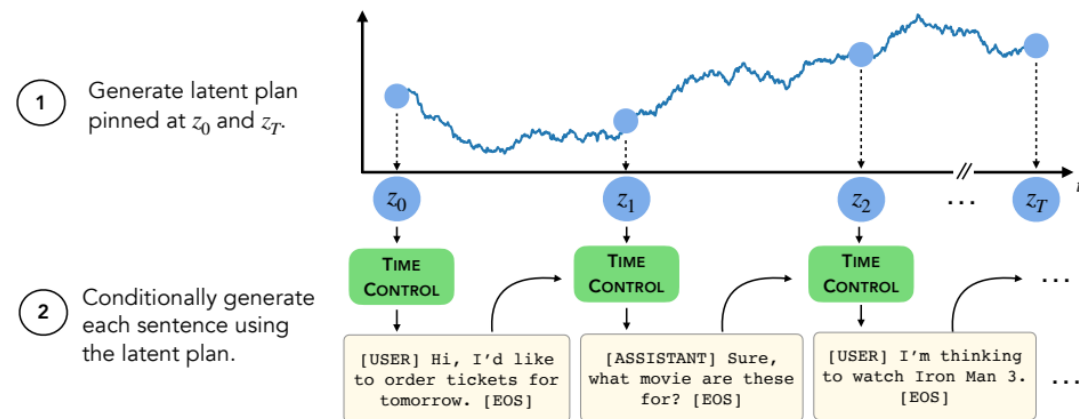 1
Generate latent plan
pinned at z0 and zT.
z0
z1
z2
...
zT
2
Conditionally generate
each sentence using
the latent plan.
TIME
CONTROL
TIME
CONTROL
TIME
CONTROL
...
[USER] Hi, I'd like
to order tickets for
tomorrow. [EOS]
[ASSISTANT] Sure,
what movie are these
for? [EOS]
[USER] I'm thinking
to watch Iron Man 3.
[EOS]
...